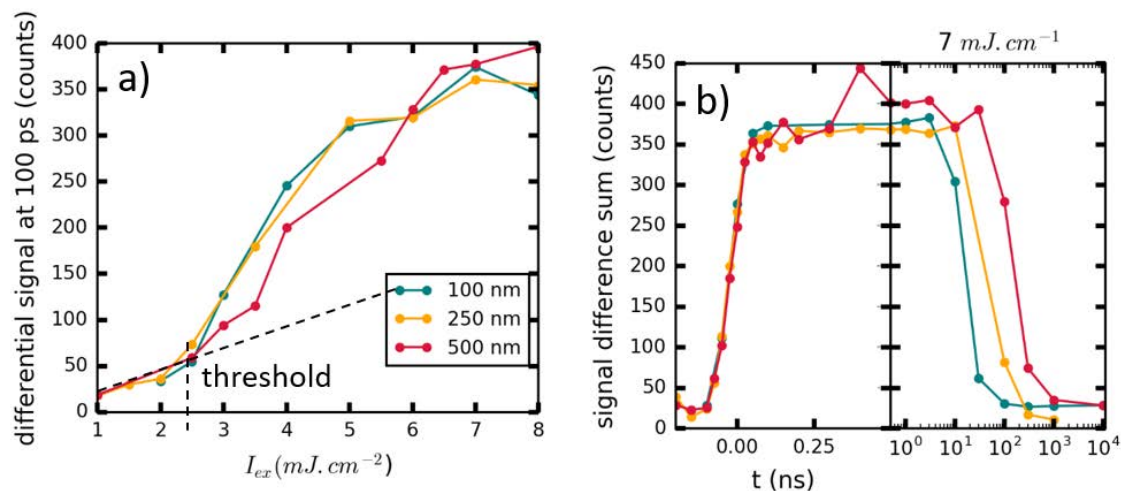 a)
differential signal at 100 ps (counts)
400
350
300
250
200
150
100
50
0
1 2 3 4 5 6 7 8
I_{ex}(mJ.cm^{-2})
100 nm
250 nm
500 nm
threshold
7 mJ.cm^{-1}
b)
signal difference sum (counts)
450
400
350
300
250
200
150
100
50
0
0.00 0.25 10^{0} 10^{1} 10^{2} 10^{3} 10^{4}
t (ns)